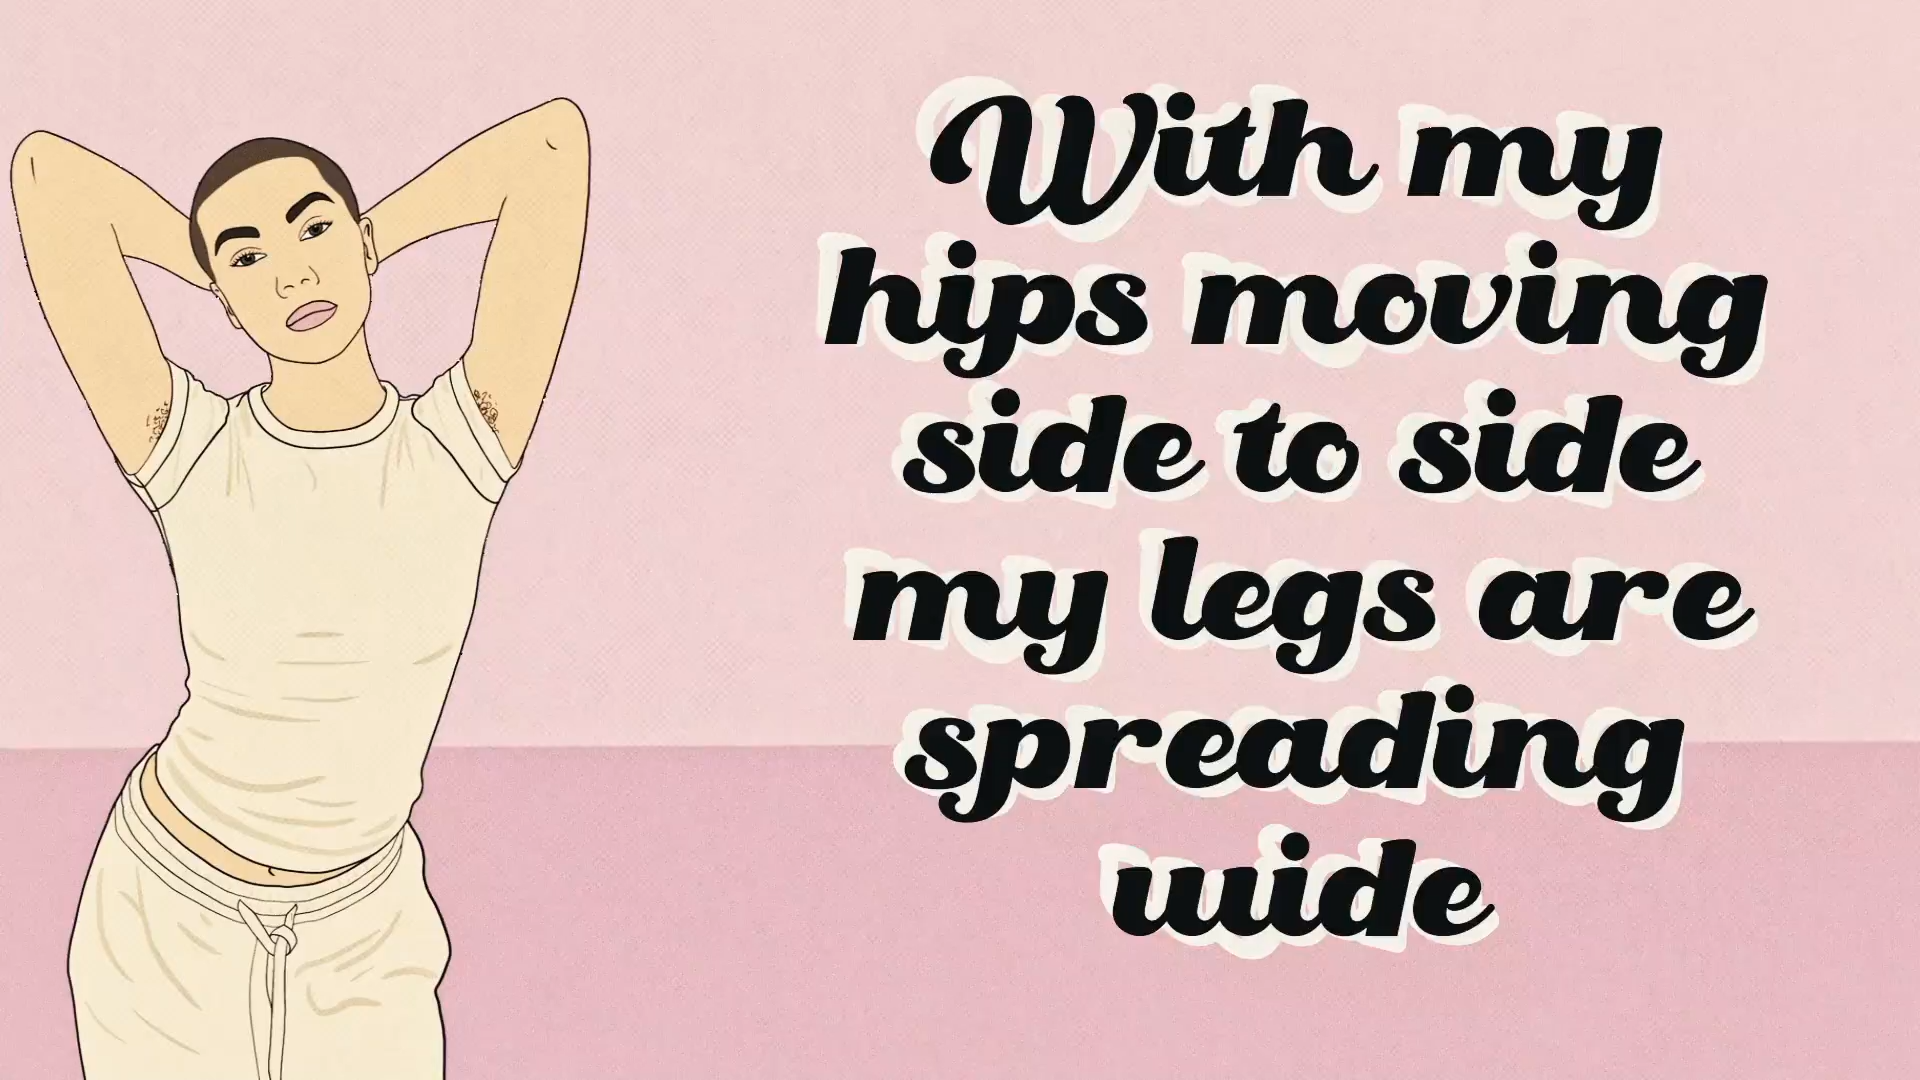 With my
hips moving
side to side
my legs are
spreading
wide